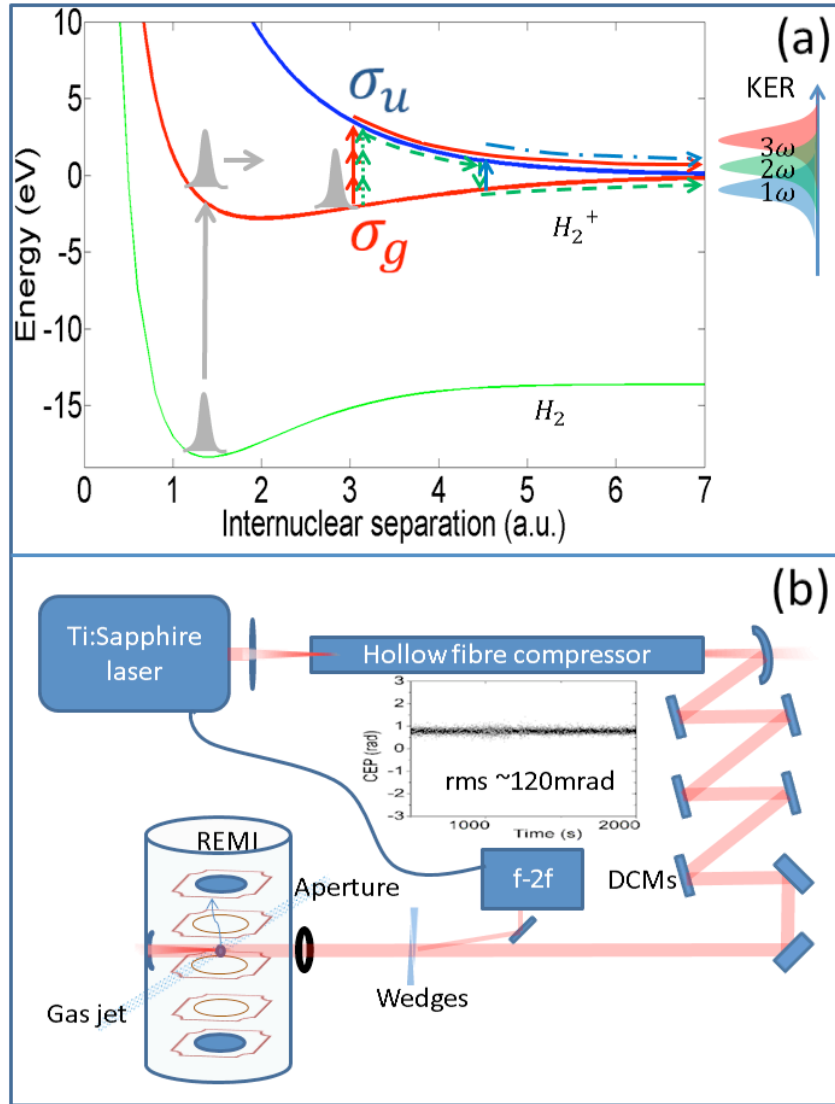 (a)
10
5
0
-5
-10
-15
Energy (eV)
0 1 2 3 4 5 6 7
Internuclear separation (a.u.)
σu
σg
H₂⁺
H₂
KER
3ω
2ω
1ω
(b)
Ti:Sapphire
laser
Hollow fibre compressor
3
2
1
0
-1
-2
-3
CEP (rad)
rms ~120mrad
1000 2000
Time (s)
REMI
Aperture
f-2f
DCMs
Wedges
Gas jet